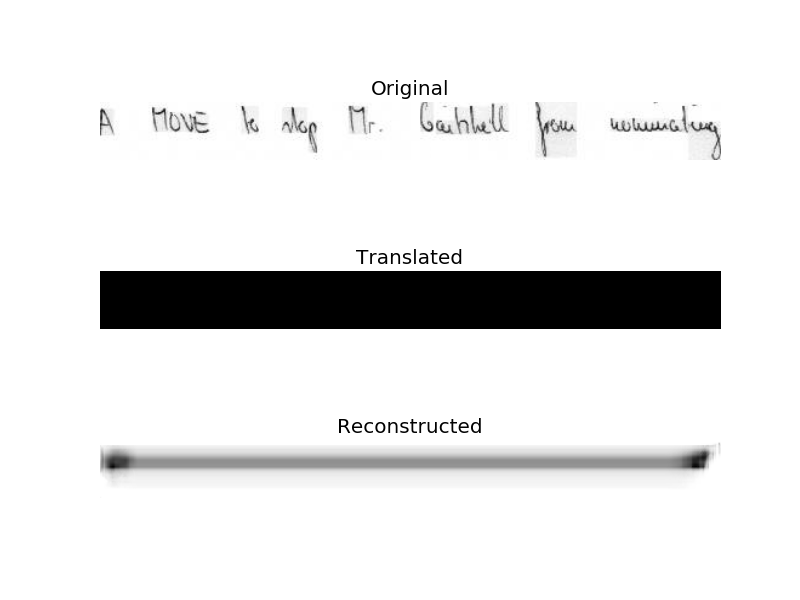 Original
A MOVE to stop Mr. Gaitskell from nominating
Translated
Reconstructed